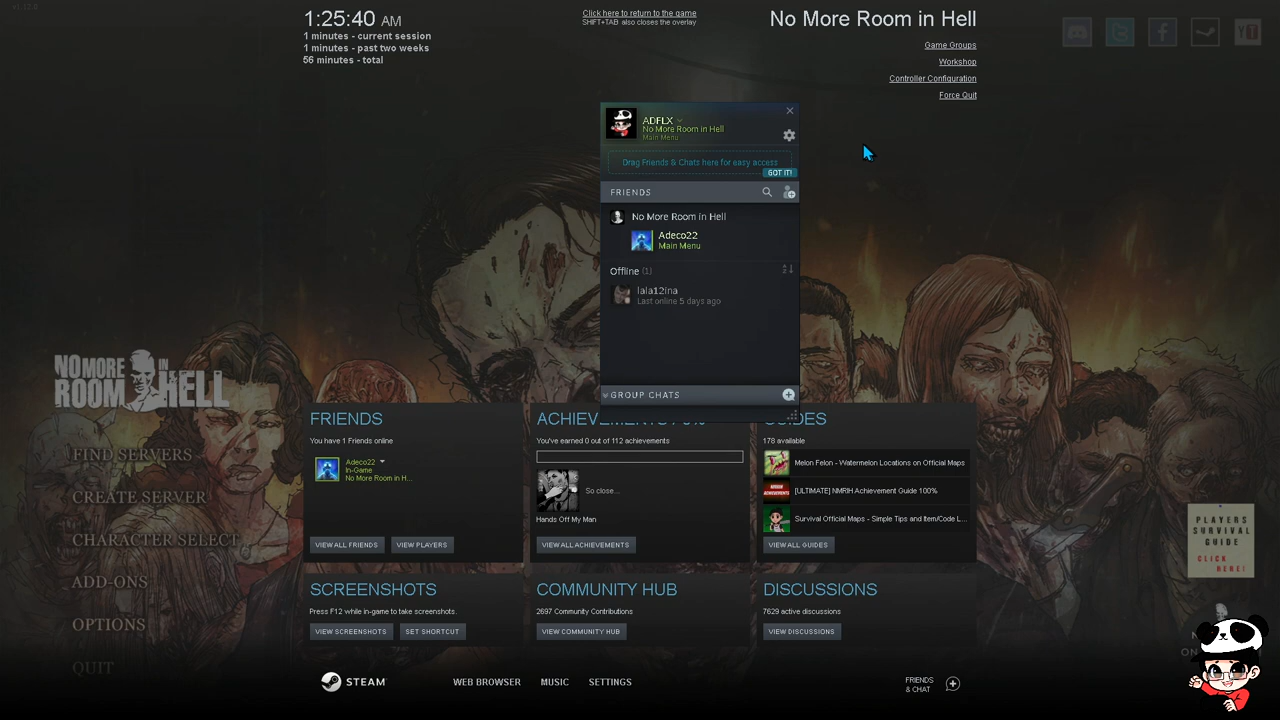 v1.13.6
1:25:40 AM
1 minutes - current session
1 minutes - past two weeks
56 minutes - total
Click here to return to the game
SHIFT+TAB also closes the overlay
No More Room in Hell
Game Groups
Workshop
Controller Configuration
Force Quit
ADFLX
No More Room in Hell
Main Menu
Drag Friends & Chats here for easy access
GOT IT!
FRIENDS
No More Room in Hell
Adeco22
Main Menu
Offline (1)
lala12ina
Last online 5 days ago
GROUP CHATS
NO MORE ROOM IN HELL
FIND SERVERS
CREATE SERVER
CHARACTER SELECT
ADD-ONS
OPTIONS
QUIT
FRIENDS
You have 1 Friends online
Adeco22
In-Game
No More Room in H...
VIEW ALL FRIENDS
VIEW PLAYERS
You've earned 0 out of 112 achievements
So close...
Hands Off My Man
VIEW ALL ACHIEVEMENTS
178 available
Melon Felon - Watermelon Locations on Official Maps
[ULTIMATE] NMRIH Achievement Guide 100%
Survival Official Maps - Simple Tips and Item/Code L...
VIEW ALL GUIDES
SCREENSHOTS
Press F12 while in-game to take screenshots.
VIEW SCREENSHOTS
SET SHORTCUT
COMMUNITY HUB
2697 Community Contributions
VIEW COMMUNITY HUB
DISCUSSIONS
7629 active discussions
VIEW DISCUSSIONS
PLAYERS
SURVIVAL
GUIDE
CLICK
HERE!
STEAM
WEB BROWSER
MUSIC
SETTINGS
FRIENDS
& CHAT